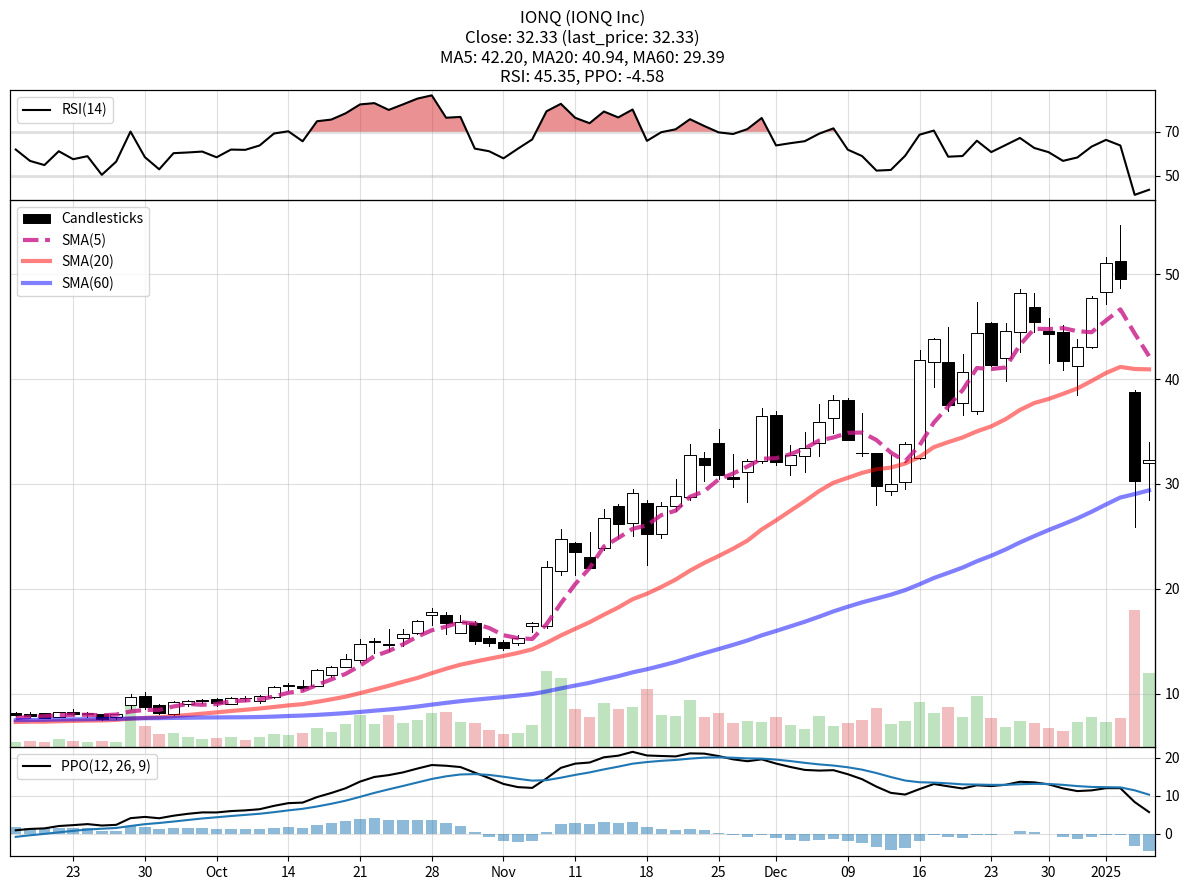 IONQ (IONQ Inc)
Close: 32.33 (last_price: 32.33)
MA5: 42.20, MA20: 40.94, MA60: 29.39
RSI: 45.35, PPO: -4.58
RSI(14)
70
50
Candlesticks
SMA(5)
SMA(20)
SMA(60)
50
40
30
20
10
PPO(12, 26, 9)
20
10
0
23 30 Oct 14 21 28 Nov 11 18 25 Dec 09 16 23 30 2025